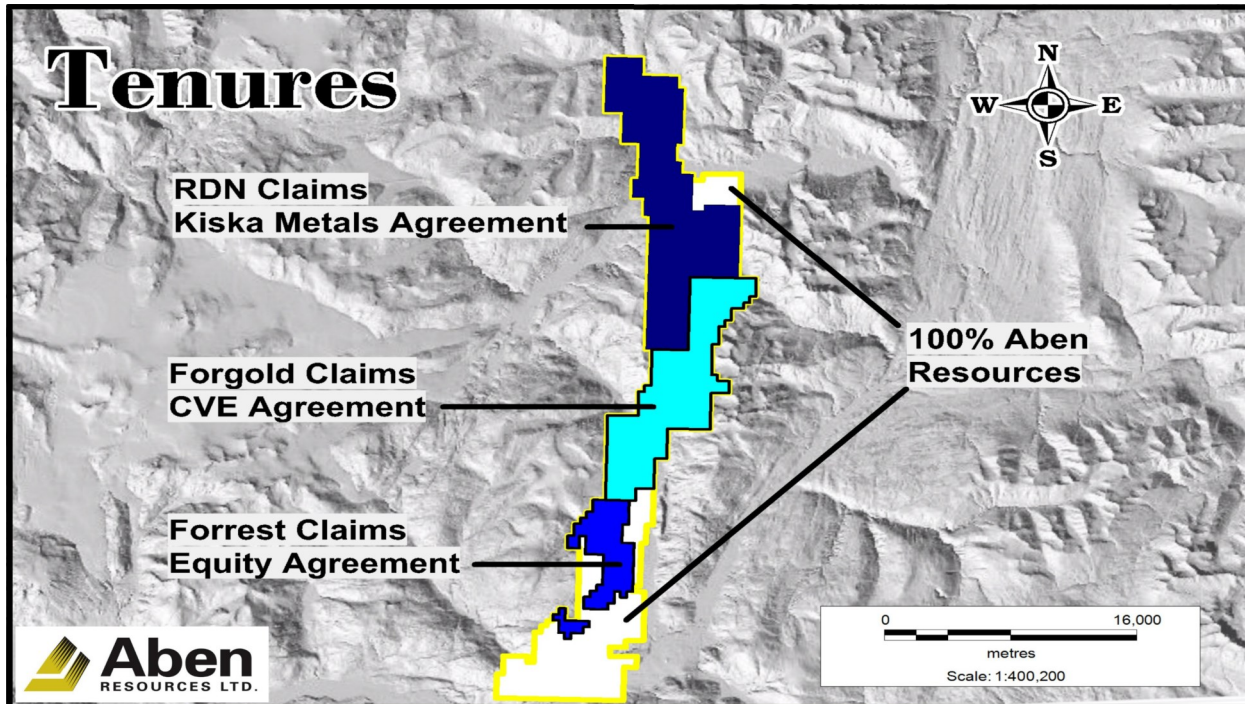 Tenures
N
W E
S
RDN Claims
Kiska Metals Agreement
100% Aben
Resources
Forgold Claims
CVE Agreement
Forrest Claims
Equity Agreement
0 16,000
metres
Scale: 1:400,200
Aben
RESOURCES LTD.